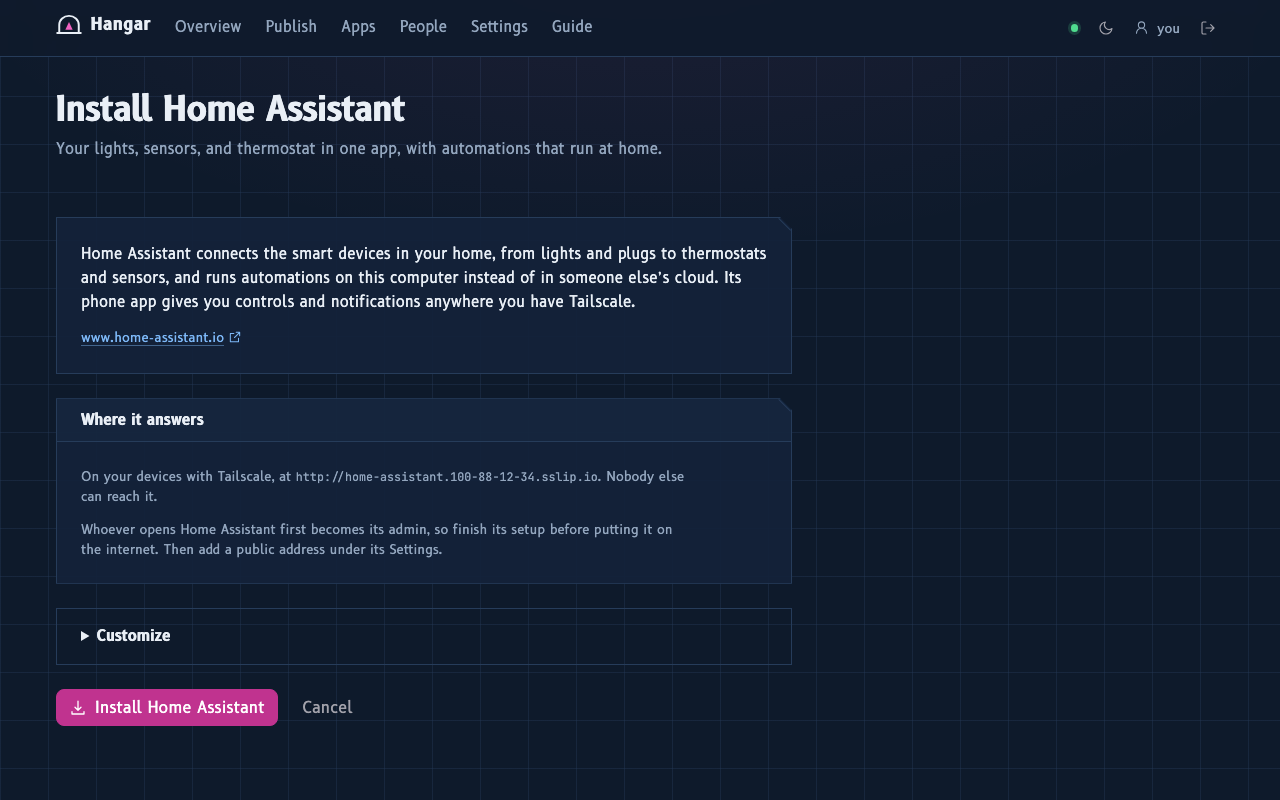 Hangar
Overview
Publish
Apps
People
Settings
Guide
you
Install Home Assistant
Your lights, sensors, and thermostat in one app, with automations that run at home.
Home Assistant connects the smart devices in your home, from lights and plugs to thermostats
and sensors, and runs automations on this computer instead of in someone else's cloud. Its
phone app gives you controls and notifications anywhere you have Tailscale.
www.home-assistant.io
Where it answers
On your devices with Tailscale, at http://home-assistant.100-88-12-34.sslip.io. Nobody else
can reach it.
Whoever opens Home Assistant first becomes its admin, so finish its setup before putting it on
the internet. Then add a public address under its Settings.
Customize
Install Home Assistant
Cancel